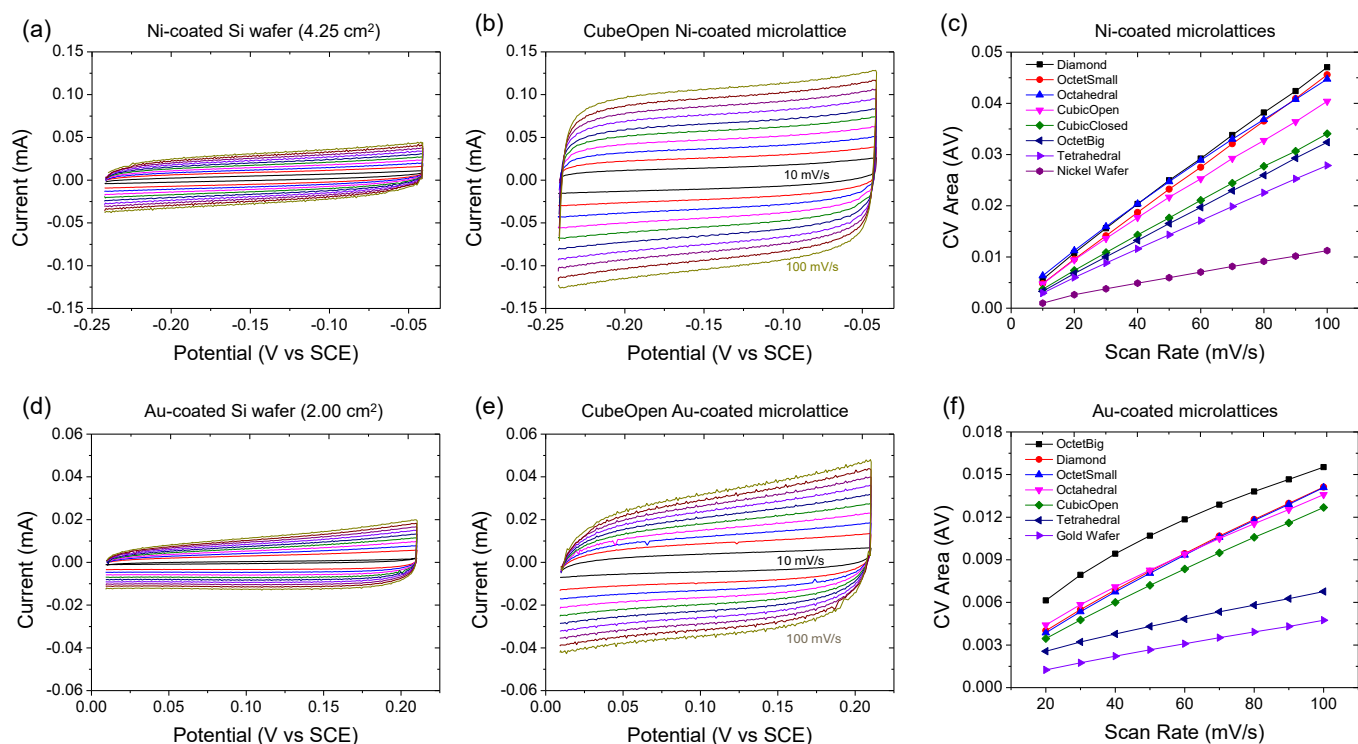 (a)
Ni-coated Si wafer (4.25 cm²)
0.15
0.10
0.05
0.00
-0.05
-0.10
-0.15
Current (mA)
-0.25
-0.20
-0.15
-0.10
-0.05
Potential (V vs SCE)
(b)
CubeOpen Ni-coated microlattice
0.15
0.10
0.05
0.00
-0.05
-0.10
-0.15
Current (mA)
10 mV/s
100 mV/s
-0.25
-0.20
-0.15
-0.10
-0.05
Potential (V vs SCE)
(c)
Ni-coated microlattices
0.05
0.04
0.03
0.02
0.01
0.00
CV Area (AV)
Diamond
OctetSmall
Octahedral
CubicOpen
CubicClosed
OctetBig
Tetrahedral
Nickel Wafer
0
20
40
60
80
100
Scan Rate (mV/s)
(d)
Au-coated Si wafer (2.00 cm²)
0.06
0.04
0.02
0.00
-0.02
-0.04
-0.06
Current (mA)
0.00
0.05
0.10
0.15
0.20
Potential (V vs SCE)
(e)
CubeOpen Au-coated microlattice
0.06
0.04
0.02
0.00
-0.02
-0.04
-0.06
Current (mA)
10 mV/s
100 mV/s
0.00
0.05
0.10
0.15
0.20
Potential (V vs SCE)
(f)
Au-coated microlattices
0.018
0.015
0.012
0.009
0.006
0.003
0.000
CV Area (AV)
OctetBig
Diamond
OctetSmall
Octahedral
CubicOpen
Tetrahedral
Gold Wafer
20
40
60
80
100
Scan Rate (mV/s)